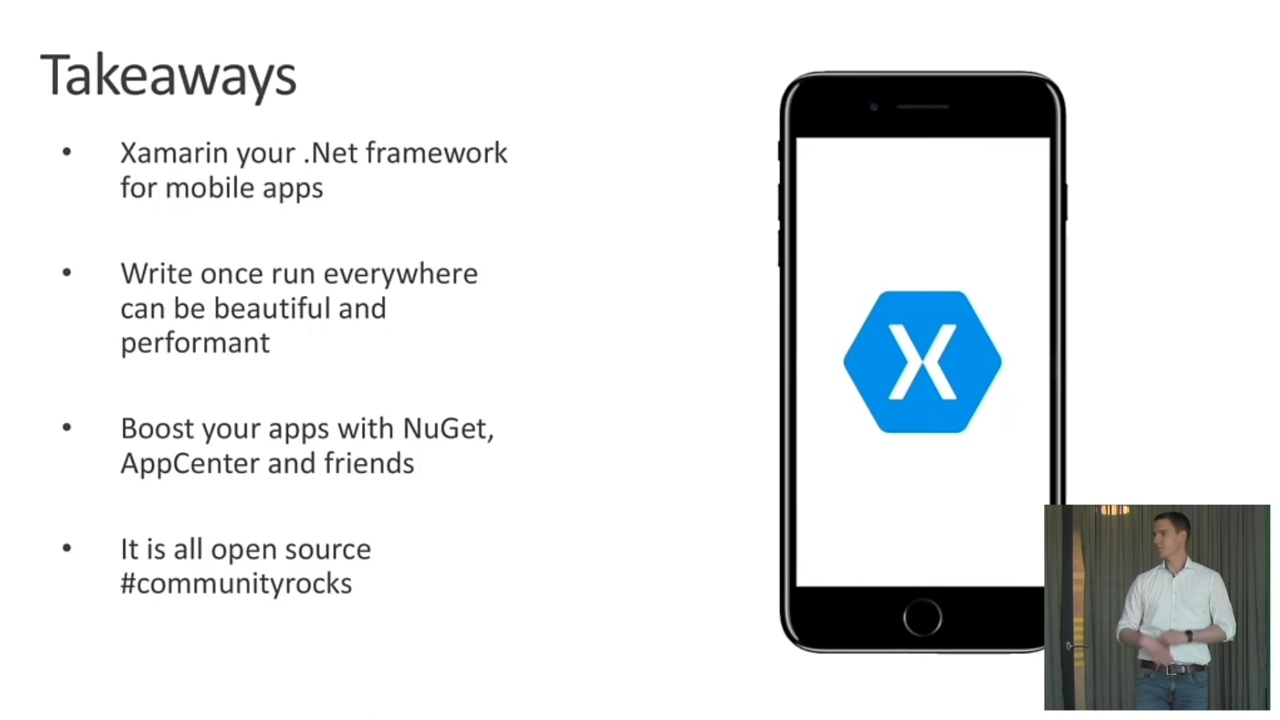 Takeaways
• Xamarin your .Net framework
for mobile apps
• Write once run everywhere
can be beautiful and
performant
• Boost your apps with NuGet,
AppCenter and friends
• It is all open source
#communityrocks
X